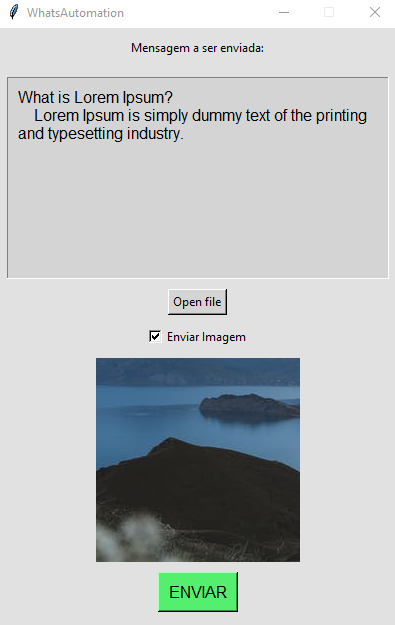 WhatsAutomation
Mensagem a ser enviada:
What is Lorem Ipsum?
Lorem Ipsum is simply dummy text of the printing
and typesetting industry.
Open file
Enviar Imagem
ENVIAR